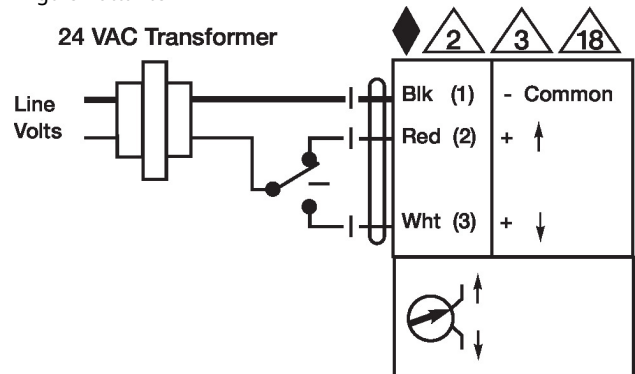 24 VAC Transformer
2
3
18
Line
Volts
Blk (1) - Common
Red (2) +
Wht (3) +